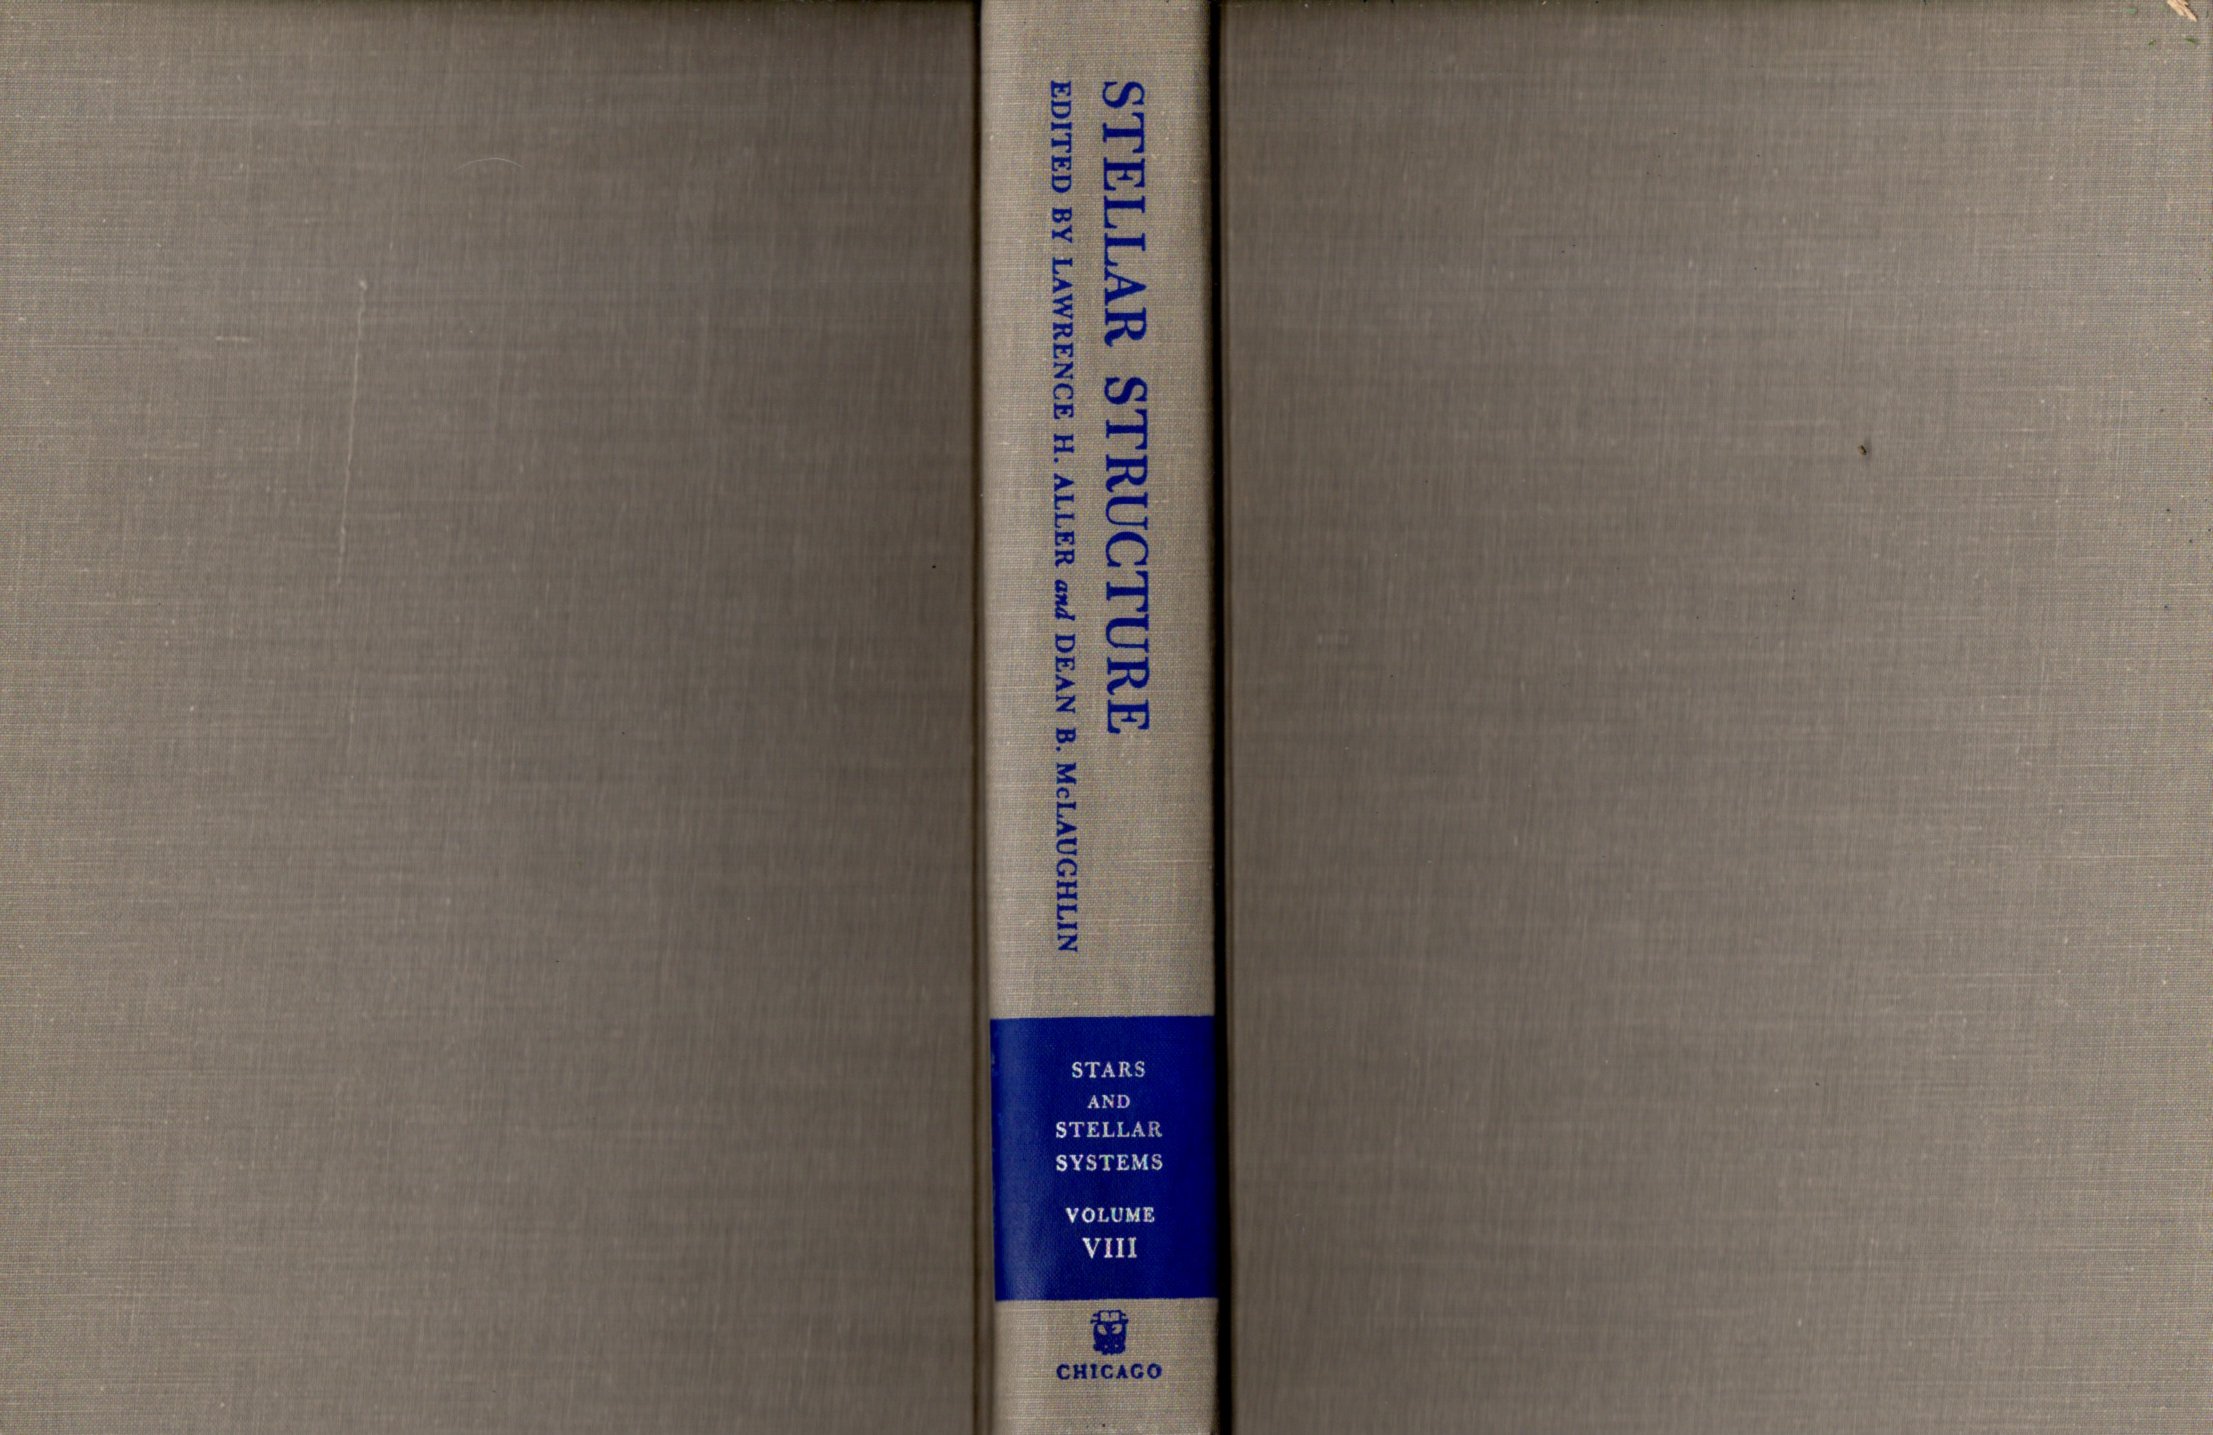 STELLAR STRUCTURE
EDITED BY LAWRENCE H. ALLER and DEAN B. McLAUGHLIN
STARS
AND
STELLAR
SYSTEMS
VOLUME
VIII
CHICAGO